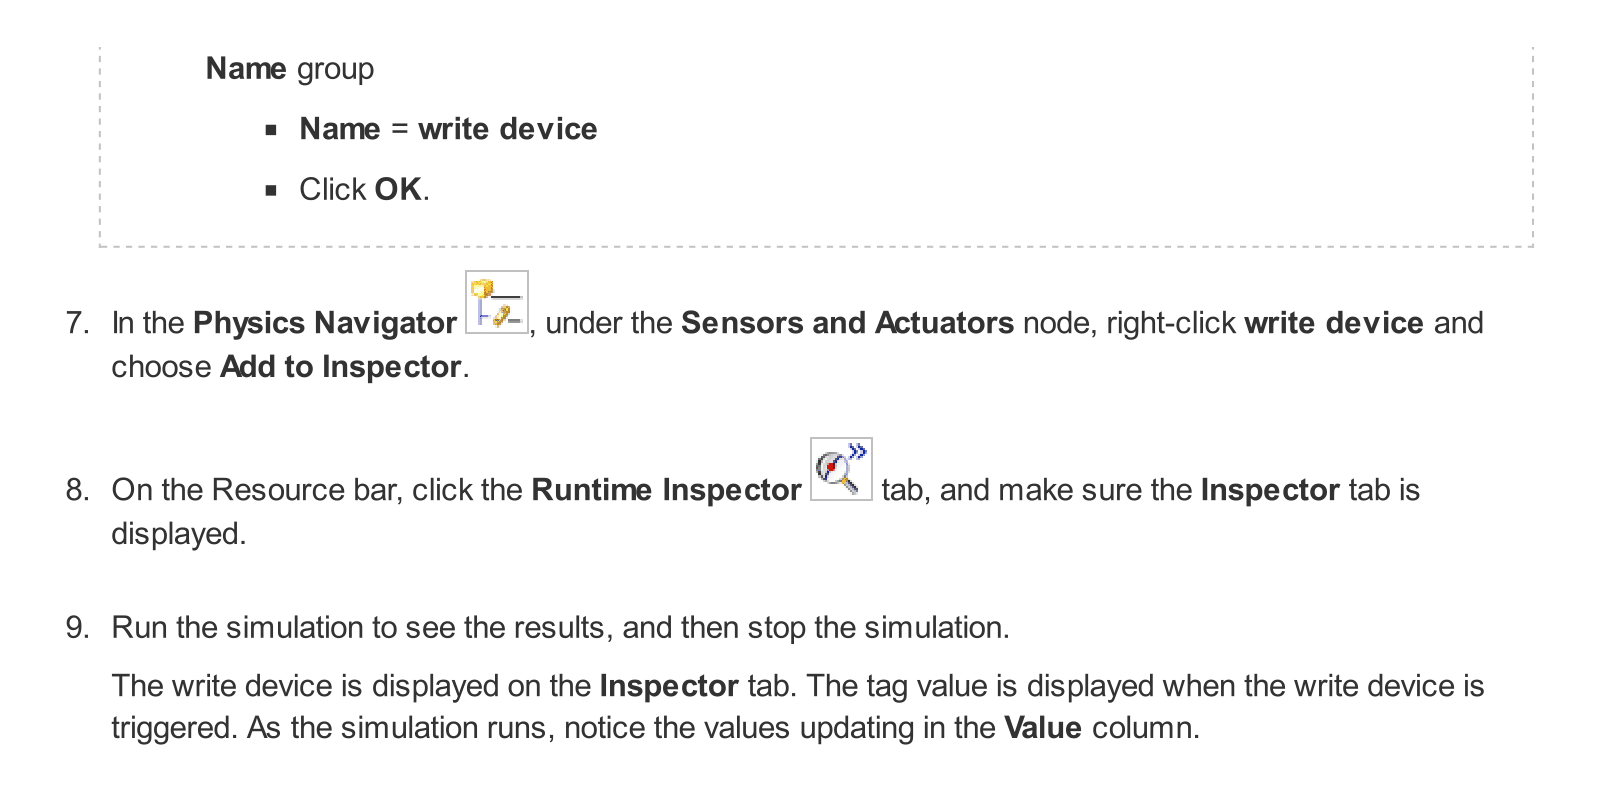 Name group
▪ Name = write device
▪ Click OK.
7. In the Physics Navigator , under the Sensors and Actuators node, right-click write device and
choose Add to Inspector.
8. On the Resource bar, click the Runtime Inspector tab, and make sure the Inspector tab is
displayed.
9. Run the simulation to see the results, and then stop the simulation.
The write device is displayed on the Inspector tab. The tag value is displayed when the write device is
triggered. As the simulation runs, notice the values updating in the Value column.